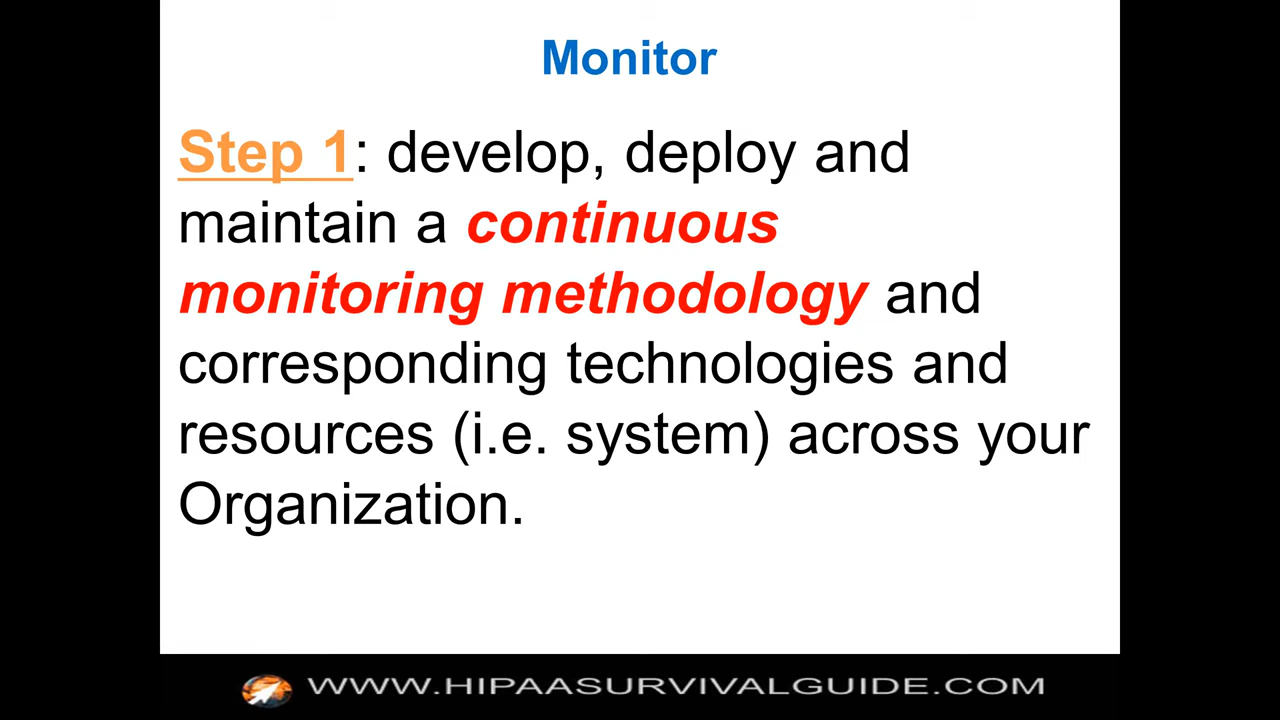 Monitor
Step 1: develop, deploy and
maintain a continuous
monitoring methodology and
corresponding technologies and
resources (i.e. system) across your
Organization.
WWW.HIPAASURVIVALGUIDE.COM